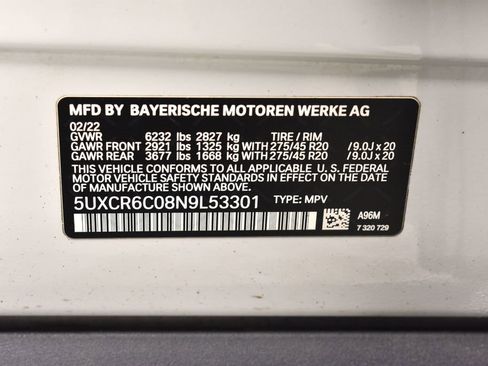 MFD BY BAYERISCHE MOTOREN WERKE AG
02/22
GVWR 6232 lbs 2827 kg TIRE / RIM
GAWR FRONT 2921 lbs 1325 kg WITH 275/45 R20 /9.0J x 20
GAWR REAR 3677 lbs 1668 kg WITH 275/45 R20 /9.0J x 20
THIS VEHICLE CONFORMS TO ALL APPLICABLE U. S. FEDERAL
MOTOR VEHICLE SAFETY STANDARDS IN EFFECT
ON THE DATE OF MANUFACTURE SHOWN ABOVE.
5UXCR6C08N9L53301 TYPE: MPV
A96M
7 320 729